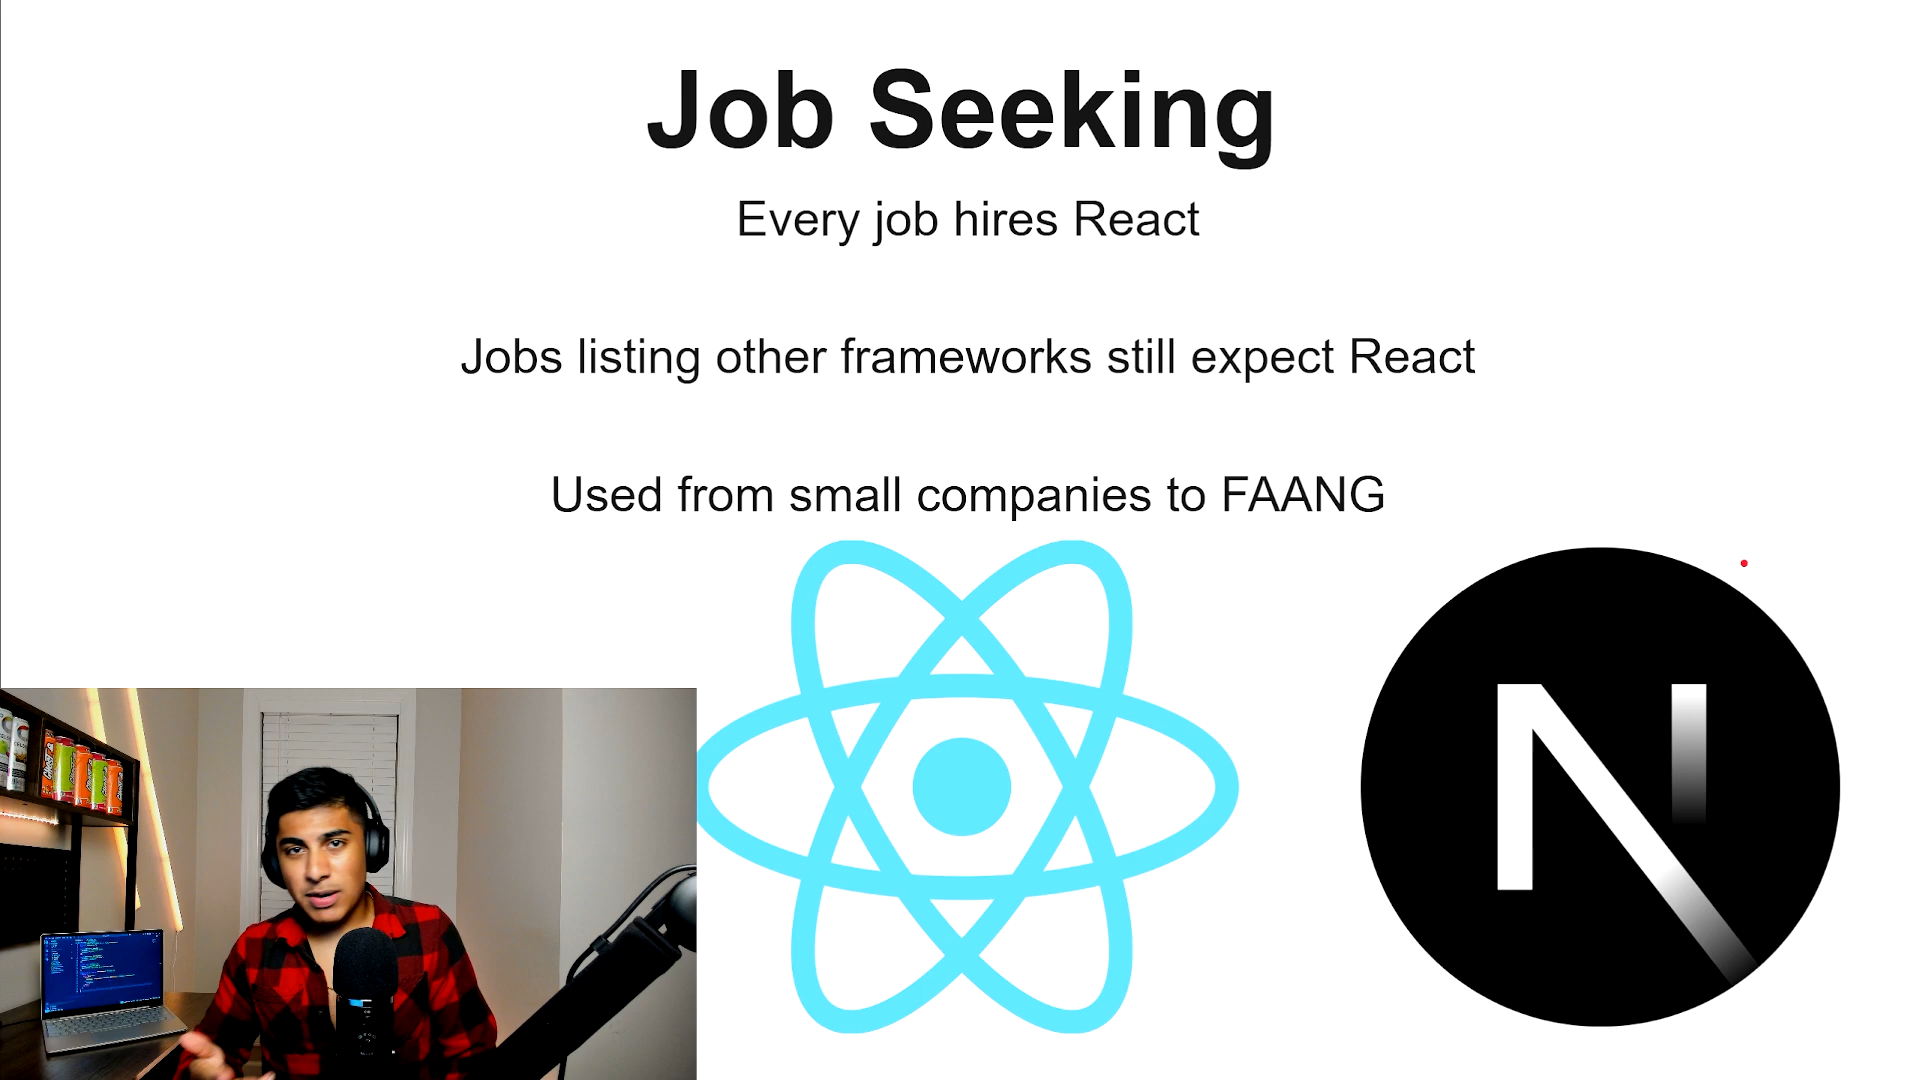 Job Seeking
Every job hires React
Jobs listing other frameworks still expect React
Used from small companies to FAANG